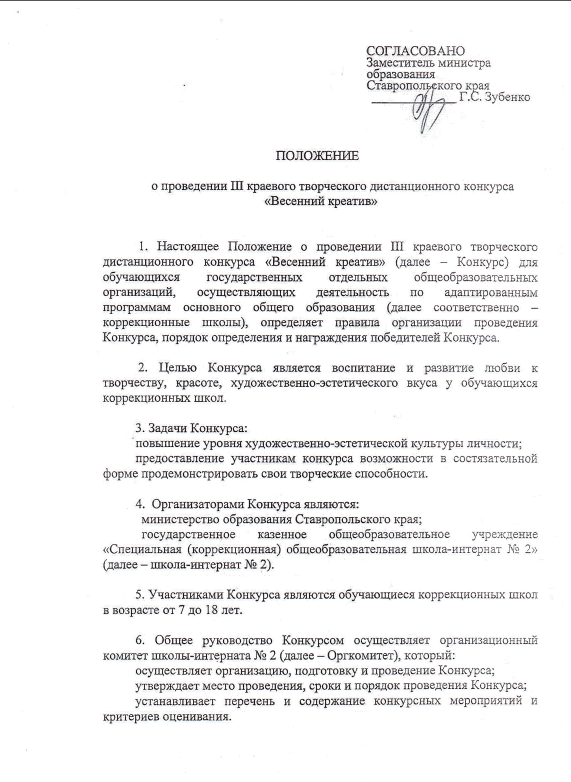 СОГЛАСОВАНО
Заместитель министра
образования
Ставропольского края
Г.С. Зубенко
ПОЛОЖЕНИЕ
о проведении III краевого творческого дистанционного конкурса
«Весенний креатив»
1. Настоящее Положение о проведении III краевого творческого
дистанционного конкурса «Весенний креатив» (далее – Конкурс) для
обучающихся государственных отдельных общеобразовательных
организаций, осуществляющих деятельность по адаптированным
программам основного общего образования (далее соответственно –
коррекционные школы), определяет правила организации проведения
Конкурса, порядок определения и награждения победителей Конкурса.
2. Целью Конкурса является воспитание и развитие любви к
творчеству, красоте, художественно-эстетического вкуса у обучающихся
коррекционных школ.
3. Задачи Конкурса:
повышение уровня художественно-эстетической культуры личности;
предоставление участникам конкурса возможности в состязательной
форме продемонстрировать свои творческие способности.
4. Организаторами Конкурса являются:
министерство образования Ставропольского края;
государственное казенное общеобразовательное учреждение
«Специальная (коррекционная) общеобразовательная школа-интернат № 2»
(далее – школа-интернат № 2).
5. Участниками Конкурса являются обучающиеся коррекционных школ
в возрасте от 7 до 18 лет.
6. Общее руководство Конкурсом осуществляет организационный
комитет школы-интерната № 2 (далее – Оргкомитет), который:
осуществляет организацию, подготовку и проведение Конкурса;
утверждает место проведения, сроки и порядок проведения Конкурса;
устанавливает перечень и содержание конкурсных мероприятий и
критериев оценивания.